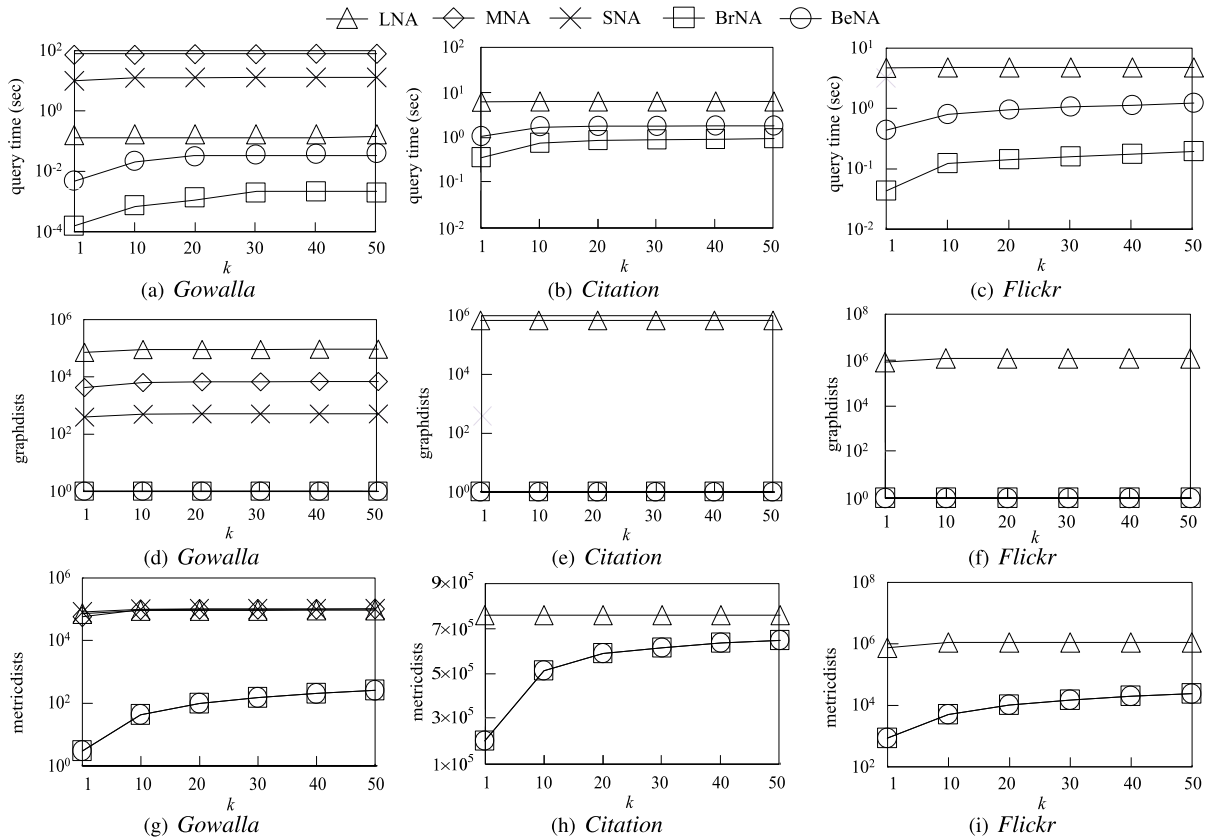 LNA MNA SNA BrNA BeNA
query time (sec)
10^2
10^0
10^-2
10^-4
1 10 20 30 40 50
k
(a) Gowalla
query time (sec)
10^2
10^1
10^0
10^-1
10^-2
1 10 20 30 40 50
k
(b) Citation
query time (sec)
10^1
10^0
10^-1
10^-2
1 10 20 30 40 50
k
(c) Flickr
graphdists
10^6
10^4
10^2
10^0
1 10 20 30 40 50
k
(d) Gowalla
graphdists
10^6
10^4
10^2
10^0
1 10 20 30 40 50
k
(e) Citation
graphdists
10^8
10^6
10^4
10^2
10^0
1 10 20 30 40 50
k
(f) Flickr
metricdists
10^6
10^4
10^2
10^0
1 10 20 30 40 50
k
(g) Gowalla
metricdists
9×10^5
7×10^5
5×10^5
3×10^5
1×10^5
1 10 20 30 40 50
k
(h) Citation
metricdists
10^8
10^6
10^4
10^2
1 10 20 30 40 50
k
(i) Flickr